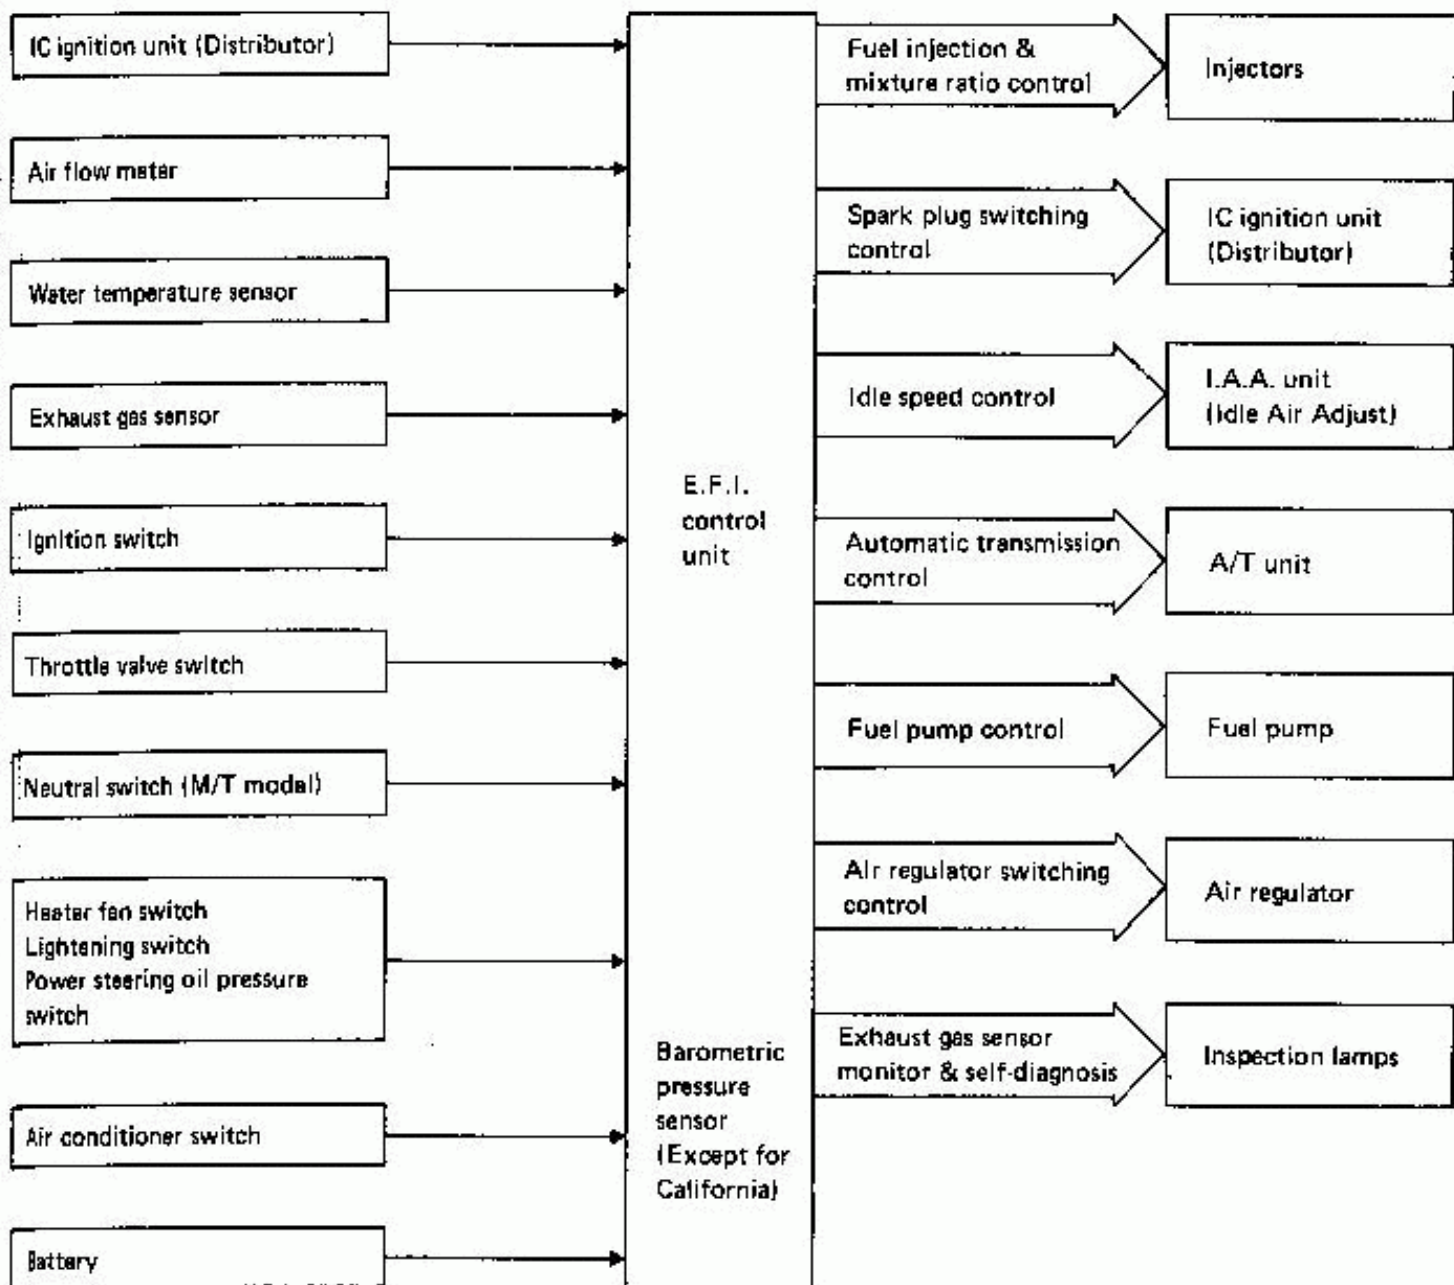 IC ignition unit (Distributor)
Air flow meter
Water temperature sensor
Exhaust gas sensor
Ignition switch
Throttle valve switch
Neutral switch (M/T model)
Heater fan switch
Lightening switch
Power steering oil pressure
switch
Air conditioner switch
Battery
E.F.I.
control
unit
Barometric
pressure
sensor
(Except for
California)
Fuel injection &
mixture ratio control
Injectors
Spark plug switching
control
IC ignition unit
(Distributor)
Idle speed control
I.A.A. unit
(Idle Air Adjust)
Automatic transmission
control
A/T unit
Fuel pump control
Fuel pump
Air regulator switching
control
Air regulator
Exhaust gas sensor
monitor & self-diagnosis
Inspection lamps